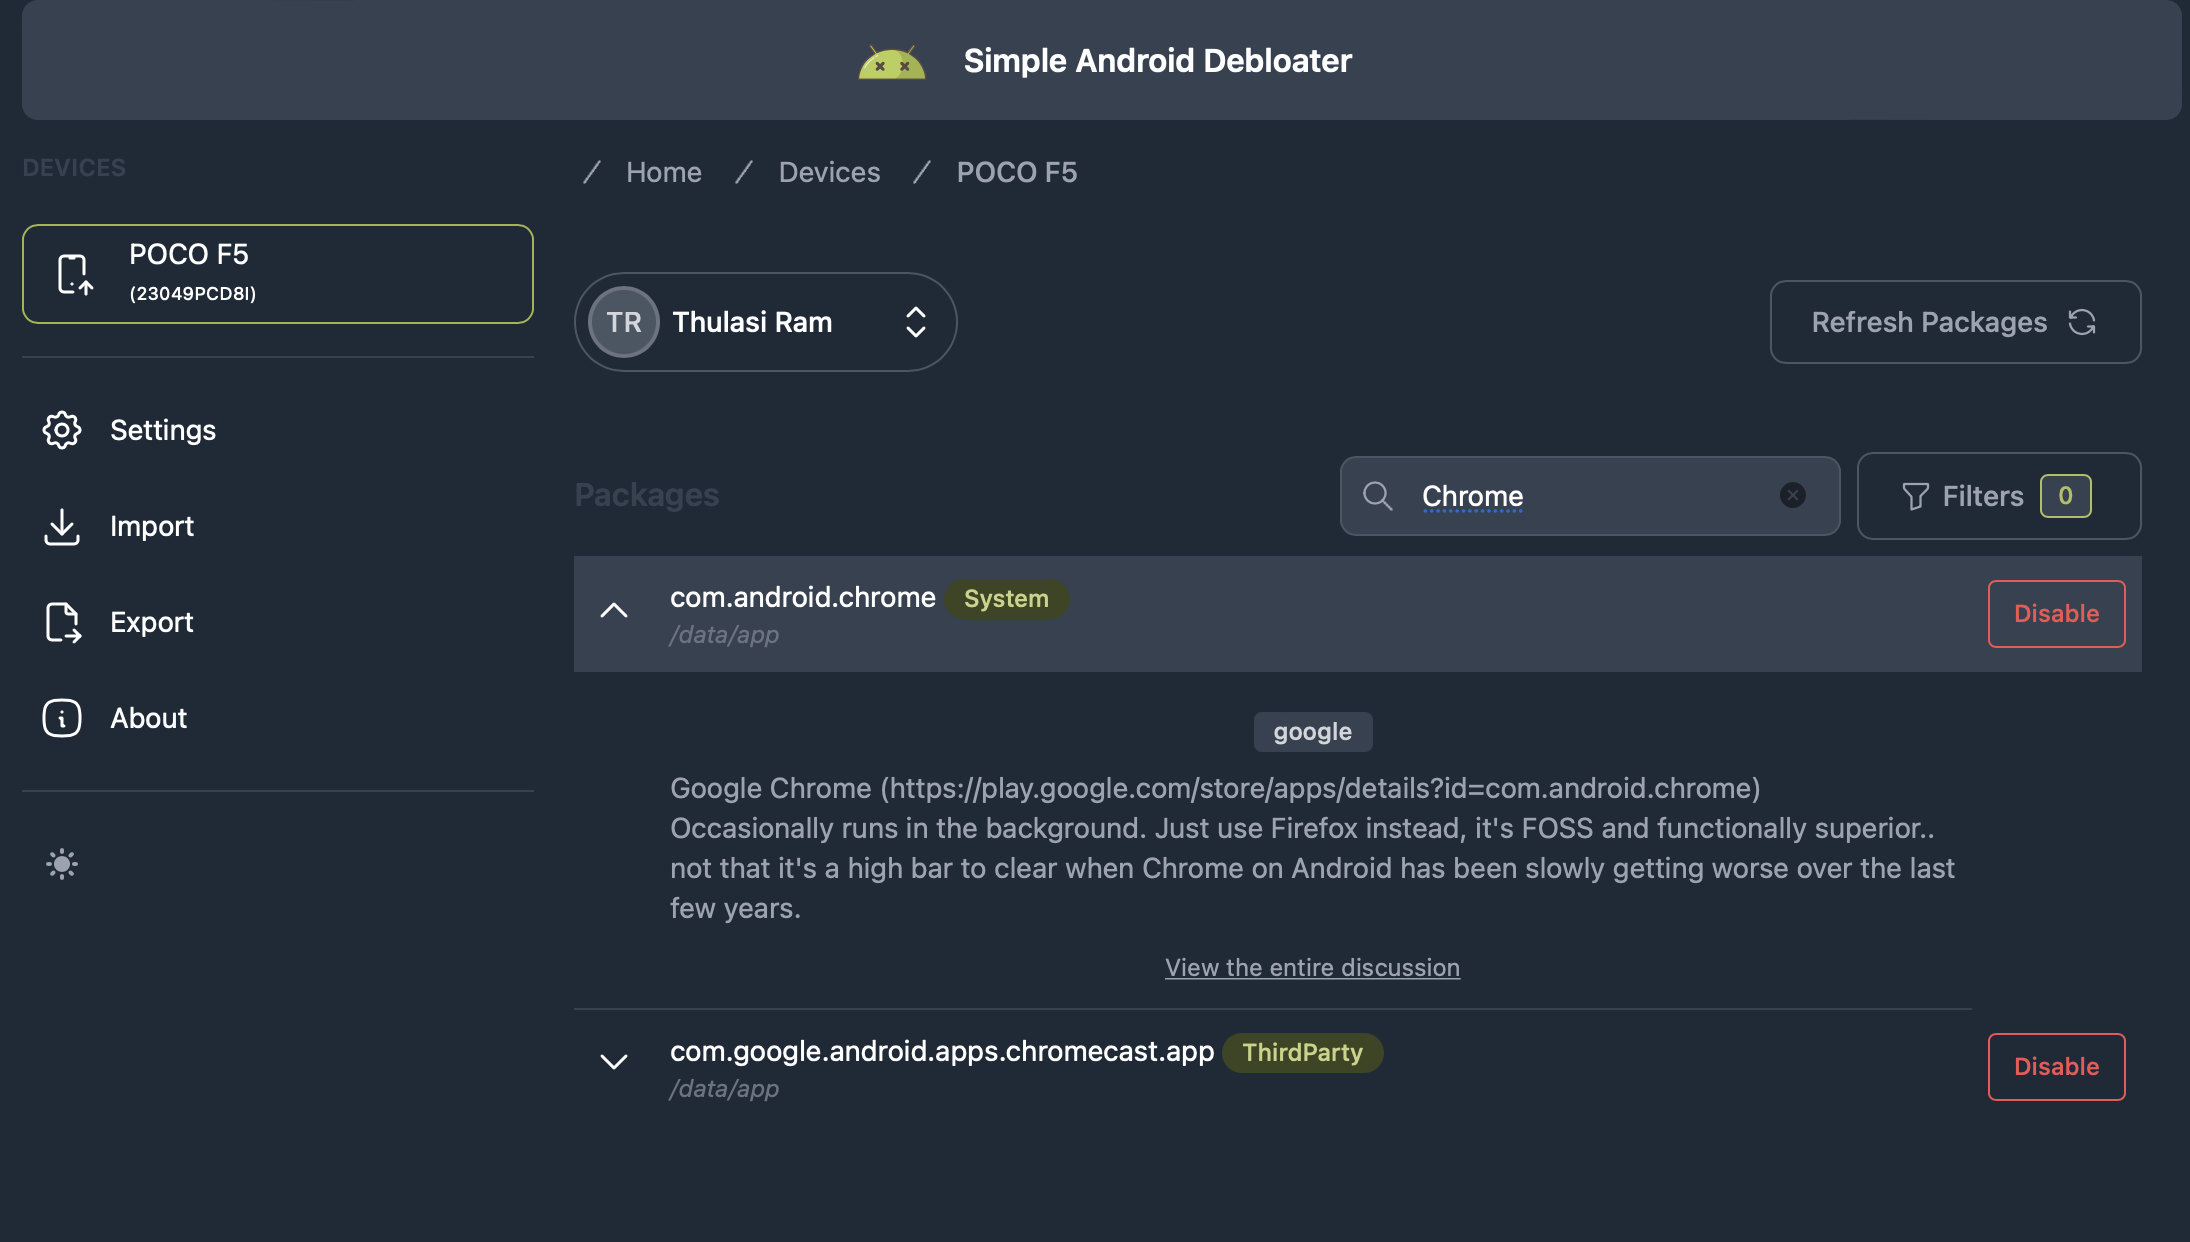 Simple Android Debloater
DEVICES
POCO F5
(23049PCD8I)
Settings
Import
Export
About
/ Home / Devices / POCO F5
TR Thulasi Ram
Refresh Packages
Packages
Chrome
Filters 0
com.android.chrome System
/data/app
Disable
google
Google Chrome (https://play.google.com/store/apps/details?id=com.android.chrome)
Occasionally runs in the background. Just use Firefox instead, it's FOSS and functionally superior..
not that it's a high bar to clear when Chrome on Android has been slowly getting worse over the last
few years.
View the entire discussion
com.google.android.apps.chromecast.app ThirdParty
/data/app
Disable